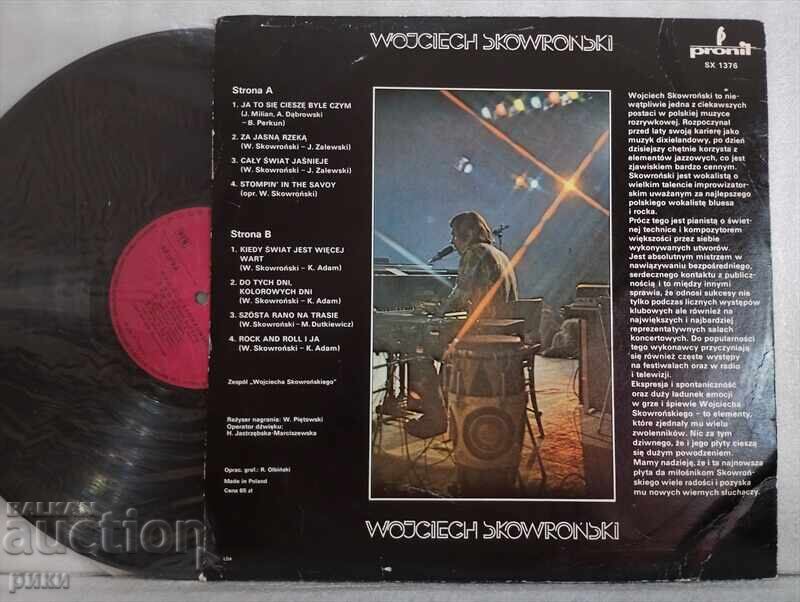 WOJCIECH SKOWROŃSKI
pronit
SX 1376
Strona A
1. JA TO SIĘ CIESZĘ BYLE CZYM
(J. Milian, A. Dąbrowski
– B. Perkun)
2. ZA JASNĄ RZEKĄ
(W. Skowroński - J. Zalewski)
3. CAŁY ŚWIAT JAŚNIEJE
(W. Skowroński - J. Zalewski)
4. STOMPIN' IN THE SAVOY
(opr. W. Skowroński)
Strona B
1. KIEDY ŚWIAT JEST WIĘCEJ
WART
(W. Skowroński – K. Adam)
2. DO TYCH DNI,
KOLOROWYCH DNI
(W. Skowroński – K. Adam)
3. SZÓSTA RANO NA TRASIE
(W. Skowroński - M. Dutkiewicz)
4. ROCK AND ROLL I JA
(W. Skowroński – K. Adam)
Zespół „Wojciecha Skowrońskiego"
Reżyser nagrania: W. Piętowski
Operator dźwięku:
H. Jastrzębska-Marciszewska
Oprac. graf.: R. Olbiński
Made in Poland
Cena 65 zł
Wojciech Skowroński to nie-
wątpliwie jedna z ciekawszych
postaci w polskiej muzyce
rozrywkowej. Rozpoczynał
przed laty swoją karierę jako
muzyk dixielandowy, po dzień
dzisiejszy chętnie korzysta z
elementów jazzowych, co jest
zjawiskiem bardzo cennym.
Skowroński jest wokalistą o
wielkim talencie improwizator-
skim uważanym za najlepszego
polskiego wokalistę bluesa
i rocka.
Prócz tego jest pianistą o świet-
nej technice i kompozytorem
większości przez siebie
wykonywanych utworów.
Jest absolutnym mistrzem w
nawiązywaniu bezpośredniego,
serdecznego kontaktu z publicz-
nością i to między innymi
sprawia, że odnosi sukcesy nie
tylko podczas licznych występów
klubowych ale również na
największych i najbardziej
reprezentatywnych salach
koncertowych. Do popularności
tego wykonawcy przyczyniają
się również częste występy
na festiwalach oraz w radio
i telewizji.
Ekspresja i spontaniczność
oraz duży ładunek emocji
w grze i śpiewie Wojciecha
Skowrońskiego - to elementy,
które zjednały mu wielu
zwolenników. Nic za tym
dziwnego, że i jego płyty cieszą
się dużym powodzeniem.
Mamy nadzieję, że i ta najnowsza
płyta da miłośnikom Skowroń-
skiego wiele radości i pozyska
mu nowych wiernych słuchaczy.
WOJCIECH SKOWROŃSKI
БАЛКАН
auction
рики